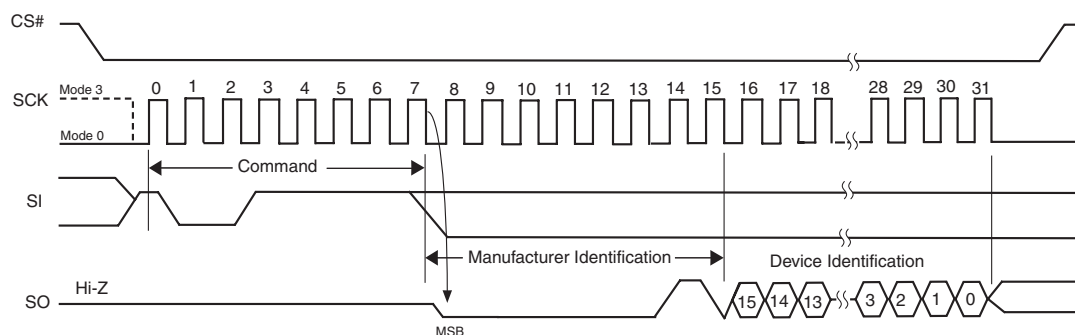 CS#
SCK
Mode 3
Mode 0
0 1 2 3 4 5 6 7 8 9 10 11 12 13 14 15 16 17 18 28 29 30 31
Command
SI
Manufacturer Identification
Device Identification
SO
Hi-Z
15 14 13 3 2 1 0
MSB